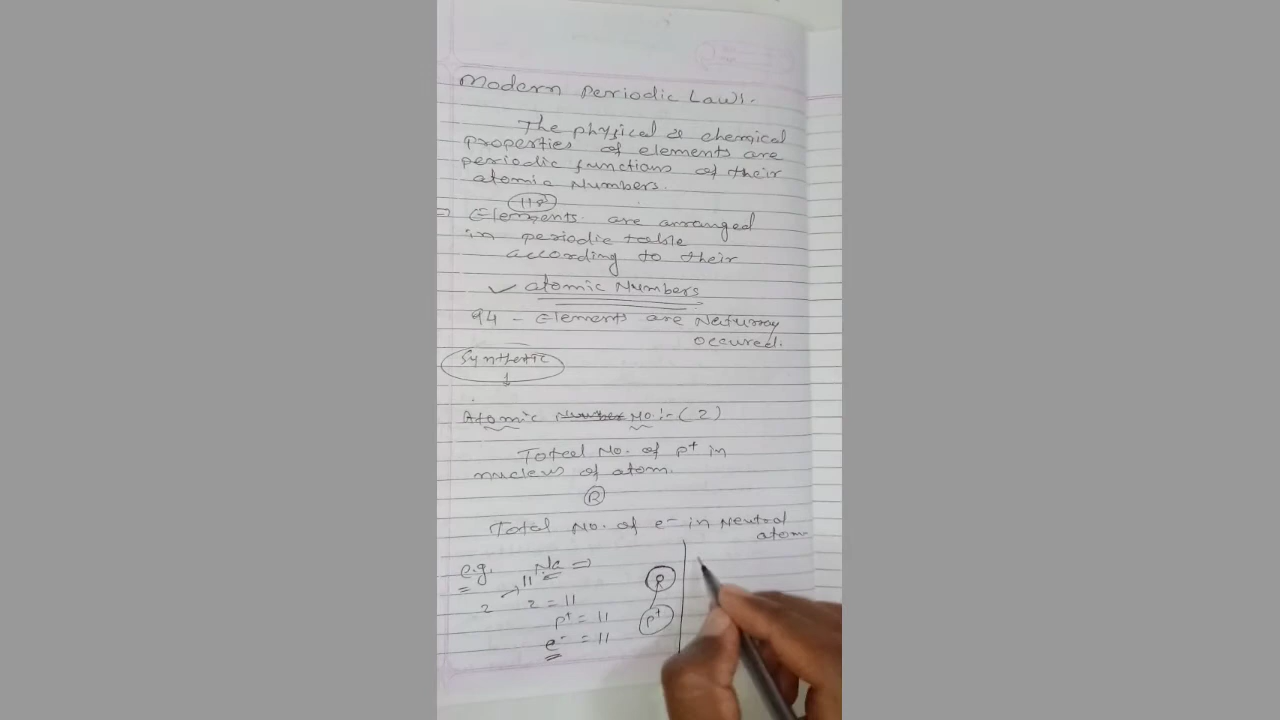 Modern Periodic Laws.
The physical & chemical
properties of elements are
periodic functions of their
atomic Numbers.
118
⇒ Elements are arranged
in periodic table
according to their
✓ atomic Numbers
94 - Elements are
occured.
Synthetic
↓
Atomic Number No :- (Z)
Total No. of p+ in
nucleus of atom.
Total No. of e- in Neutral
atom
e.g. Na ⇒
11
Z
Z = 11
p+ = 11
e- = 11
p+